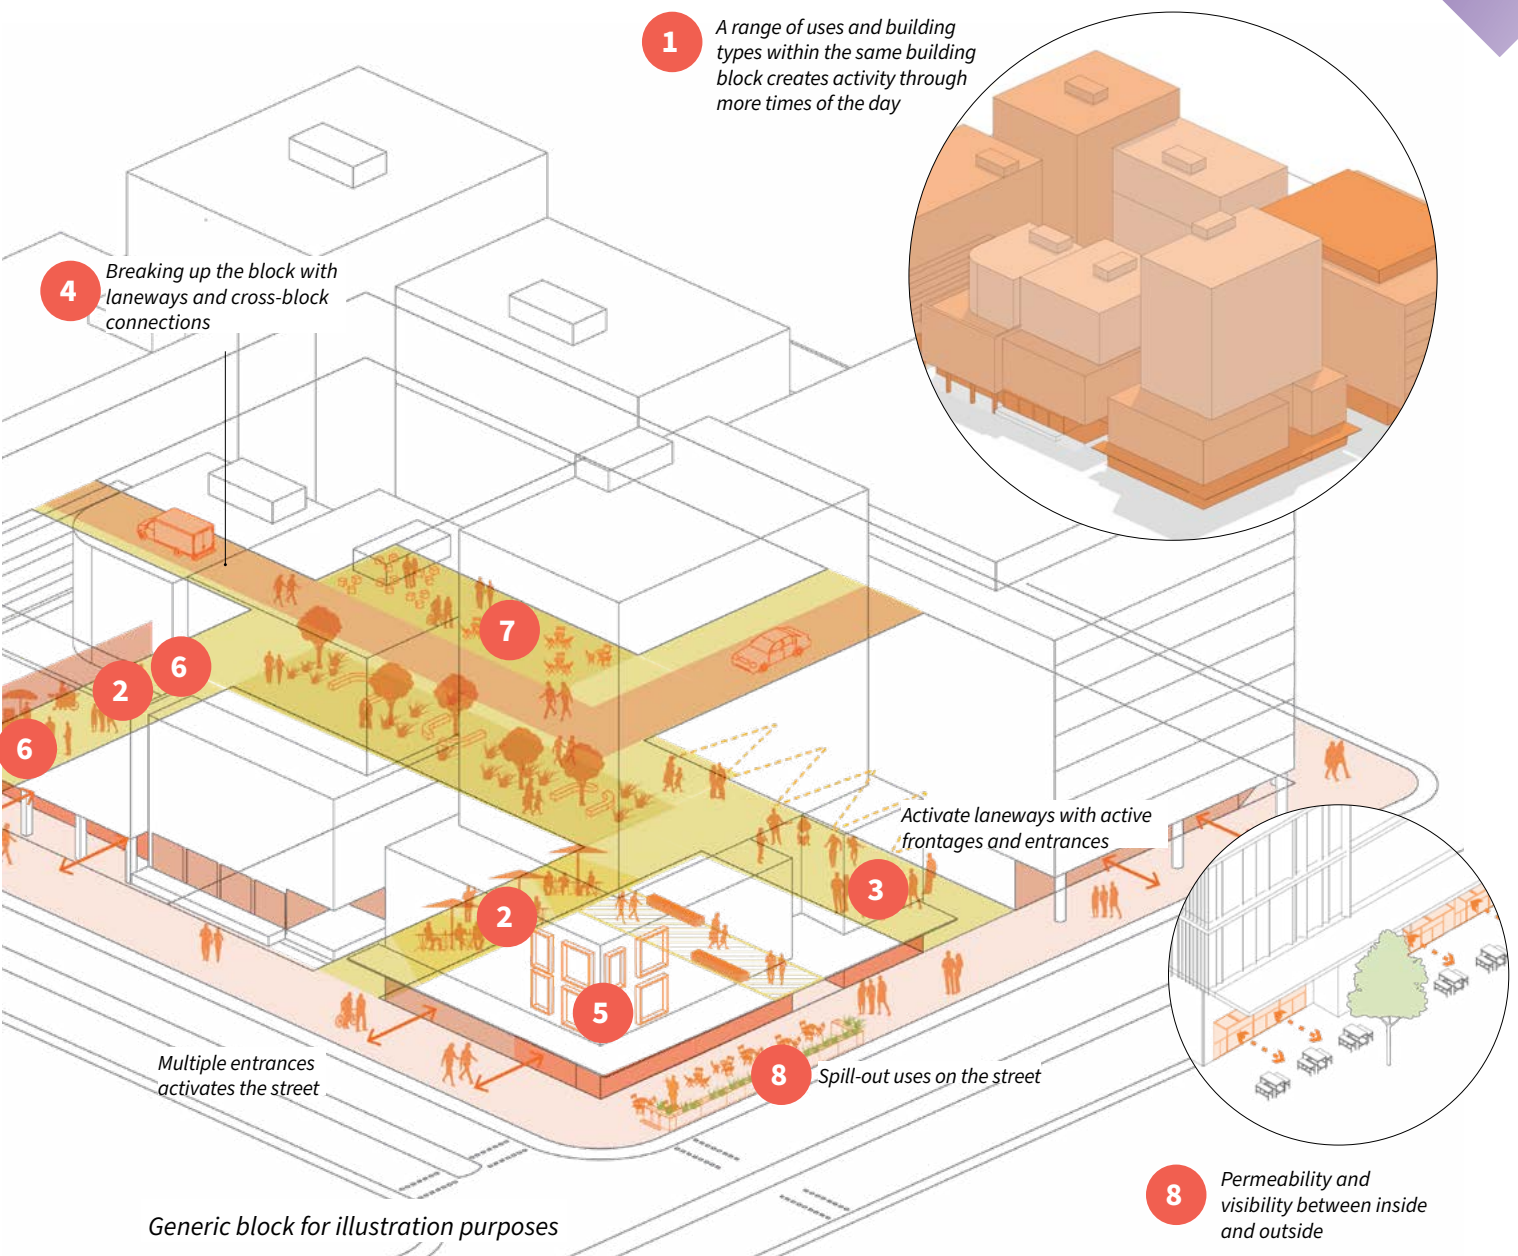 1
A range of uses and building
types within the same building
block creates activity through
more times of the day
4
Breaking up the block with
laneways and cross-block
connections
7
6
2
6
Activate laneways with active
frontages and entrances
3
2
5
Multiple entrances
activates the street
8
Spill-out uses on the street
8
Permeability and
visibility between inside
and outside
Generic block for illustration purposes